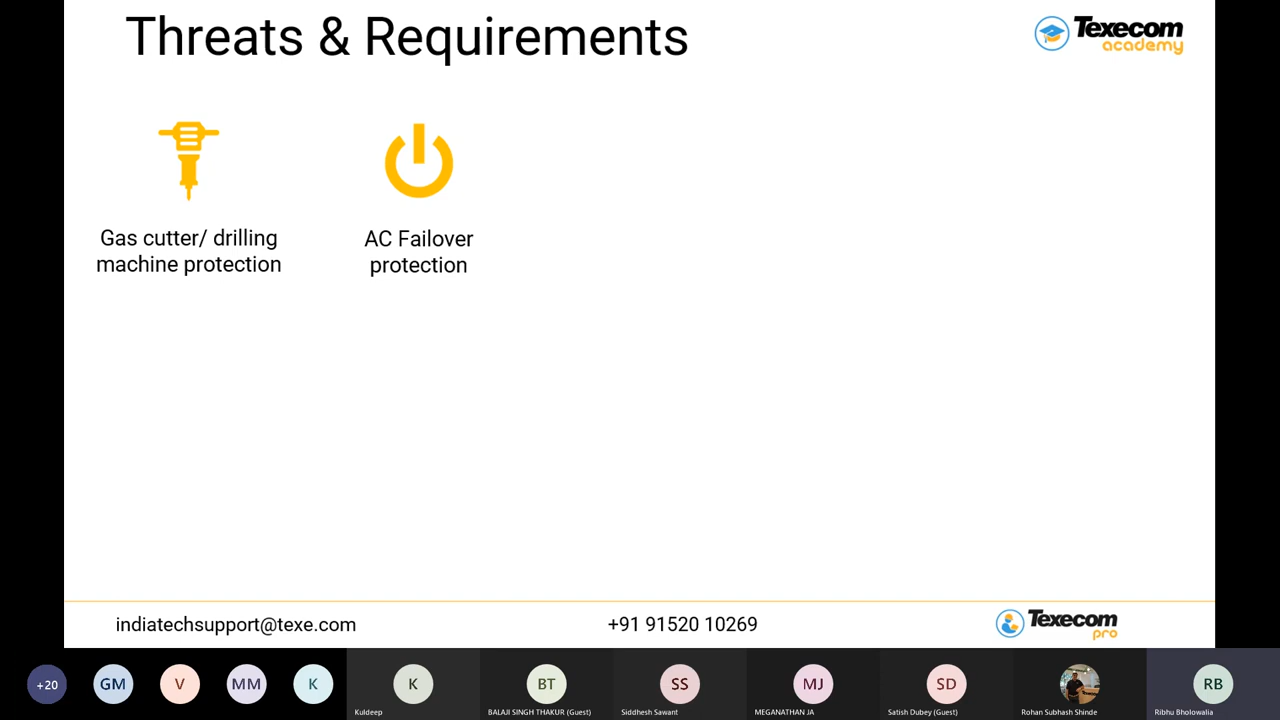 Threats & Requirements
Texecom
academy
Gas cutter/ drilling
machine protection
AC Failover
protection
indiatechsupport@texe.com
+91 91520 10269
Texecom
pro
+20
GM
V
MM
K
K
BT
SS
MJ
SD
RB
Kuldeep
BALAJI SINGH THAKUR (Guest)
Siddhesh Sawant
MEGANATHAN JA
Satish Dubey (Guest)
Rohan Subhash Shinde
Ribhu Bholowalia